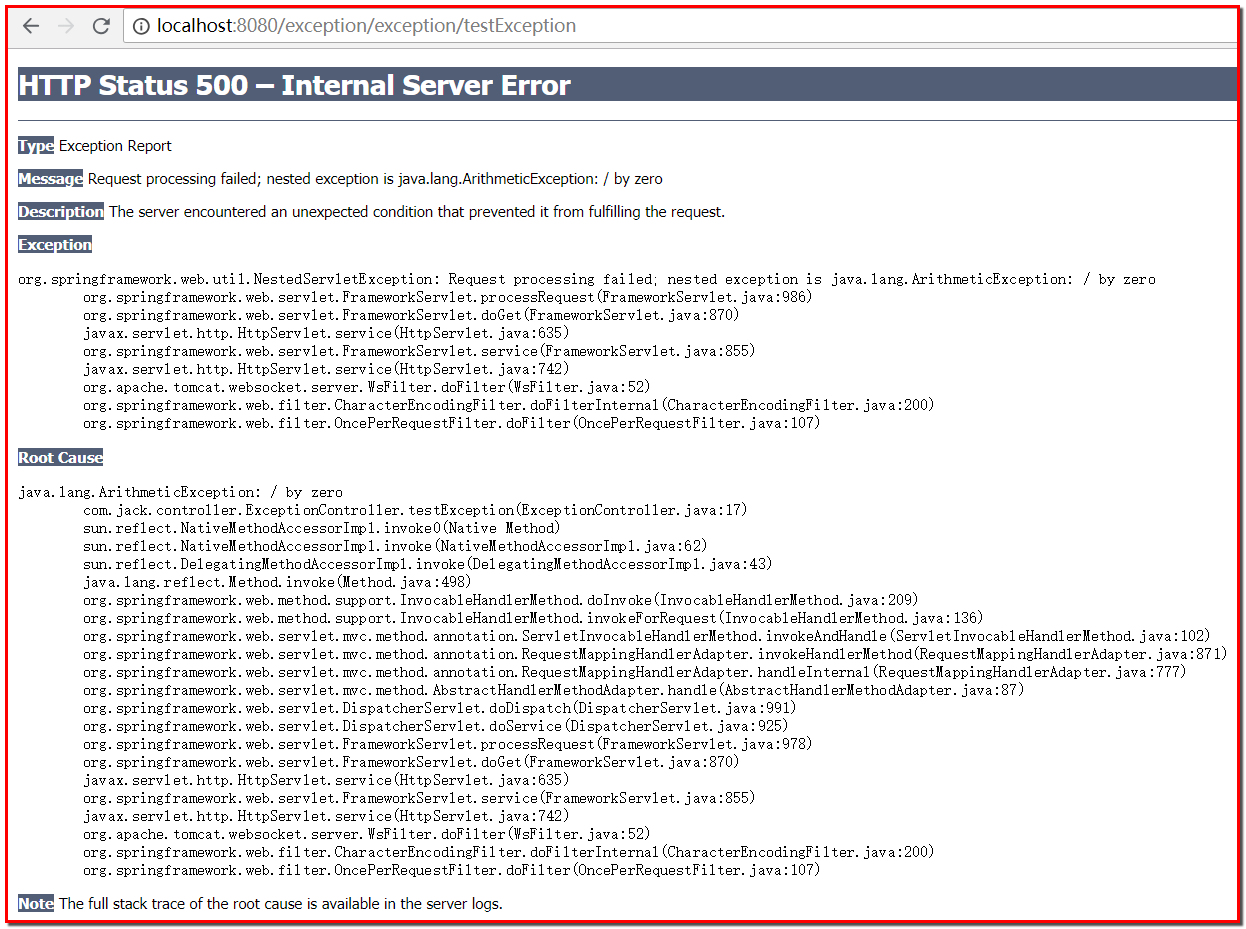 localhost:8080/exception/exception/testException
HTTP Status 500 – Internal Server Error
Type Exception Report
Message Request processing failed; nested exception is java.lang.ArithmeticException: / by zero
Description The server encountered an unexpected condition that prevented it from fulfilling the request.
Exception
org.springframework.web.util.NestedServletException: Request processing failed; nested exception is java.lang.ArithmeticException: / by zero
org.springframework.web.servlet.FrameworkServlet.processRequest(FrameworkServlet.java:986)
org.springframework.web.servlet.FrameworkServlet.doGet(FrameworkServlet.java:870)
javax.servlet.http.HttpServlet.service(HttpServlet.java:635)
org.springframework.web.servlet.FrameworkServlet.service(FrameworkServlet.java:855)
javax.servlet.http.HttpServlet.service(HttpServlet.java:742)
org.apache.tomcat.websocket.server.WsFilter.doFilter(WsFilter.java:52)
org.springframework.web.filter.CharacterEncodingFilter.doFilterInternal(CharacterEncodingFilter.java:200)
org.springframework.web.filter.OncePerRequestFilter.doFilter(OncePerRequestFilter.java:107)
Root Cause
java.lang.ArithmeticException: / by zero
com.jack.controller.ExceptionController.testException(ExceptionController.java:17)
sun.reflect.NativeMethodAccessorImpl.invoke0(Native Method)
sun.reflect.NativeMethodAccessorImpl.invoke(NativeMethodAccessorImpl.java:62)
sun.reflect.DelegatingMethodAccessorImpl.invoke(DelegatingMethodAccessorImpl.java:43)
java.lang.reflect.Method.invoke(Method.java:498)
org.springframework.web.method.support.InvocableHandlerMethod.doInvoke(InvocableHandlerMethod.java:209)
org.springframework.web.method.support.InvocableHandlerMethod.invokeForRequest(InvocableHandlerMethod.java:136)
org.springframework.web.servlet.mvc.method.annotation.ServletInvocableHandlerMethod.invokeAndHandle(ServletInvocableHandlerMethod.java:102)
org.springframework.web.servlet.mvc.method.annotation.RequestMappingHandlerAdapter.invokeHandlerMethod(RequestMappingHandlerAdapter.java:871)
org.springframework.web.servlet.mvc.method.annotation.RequestMappingHandlerAdapter.handleInternal(RequestMappingHandlerAdapter.java:777)
org.springframework.web.servlet.mvc.method.AbstractHandlerMethodAdapter.handle(AbstractHandlerMethodAdapter.java:87)
org.springframework.web.servlet.DispatcherServlet.doDispatch(DispatcherServlet.java:991)
org.springframework.web.servlet.DispatcherServlet.doService(DispatcherServlet.java:925)
org.springframework.web.servlet.FrameworkServlet.processRequest(FrameworkServlet.java:978)
org.springframework.web.servlet.FrameworkServlet.doGet(FrameworkServlet.java:870)
javax.servlet.http.HttpServlet.service(HttpServlet.java:635)
org.springframework.web.servlet.FrameworkServlet.service(FrameworkServlet.java:855)
javax.servlet.http.HttpServlet.service(HttpServlet.java:742)
org.apache.tomcat.websocket.server.WsFilter.doFilter(WsFilter.java:52)
org.springframework.web.filter.CharacterEncodingFilter.doFilterInternal(CharacterEncodingFilter.java:200)
org.springframework.web.filter.OncePerRequestFilter.doFilter(OncePerRequestFilter.java:107)
Note The full stack trace of the root cause is available in the server logs.